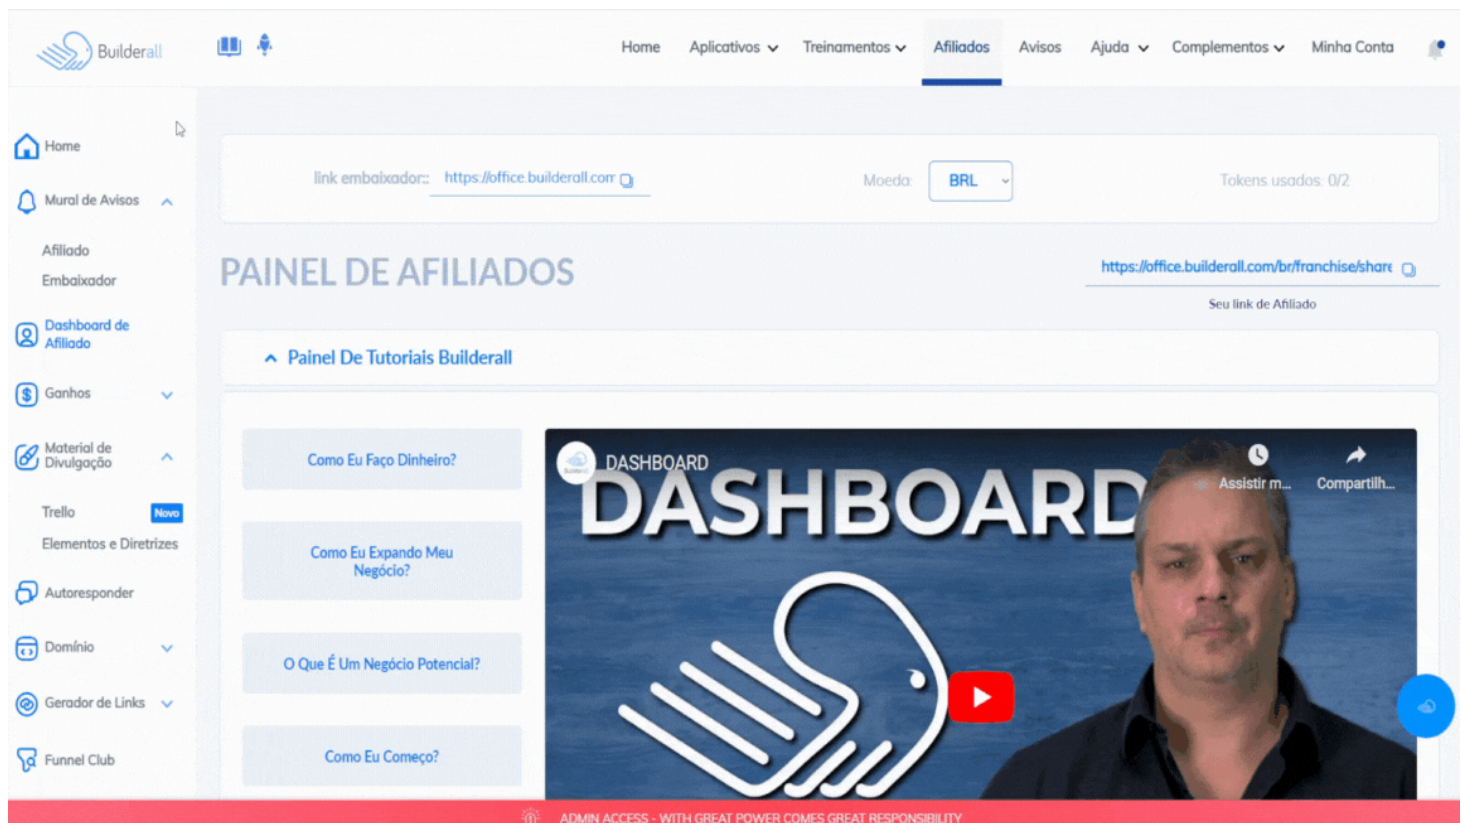 Builderall
Home
Aplicativos
Treinamentos
Afiliados
Avisos
Ajuda
Complementos
Minha Conta
Home
Mural de Avisos
Afiliado
Embaixador
Dashboard de
Afiliado
Ganhos
Material de
Divulgação
Trello
Novo
Elementos e Diretrizes
Autoresponder
Domínio
Gerador de Links
Funnel Club
link embaixador::
https://office.builderall.com
Moeda:
BRL
Tokens usados: 0/2
PAINEL DE AFILIADOS
https://office.builderall.com/br/franchise/share
Seu link de Afiliado
Painel De Tutoriais Builderall
Como Eu Faço Dinheiro?
Como Eu Expando Meu
Negócio?
O Que É Um Negócio Potencial?
Como Eu Começo?
DASHBOARD
Assistir m...
Compartilh...
DASHBOARD
ADMIN ACCESS - WITH GREAT POWER COMES GREAT RESPONSIBILITY